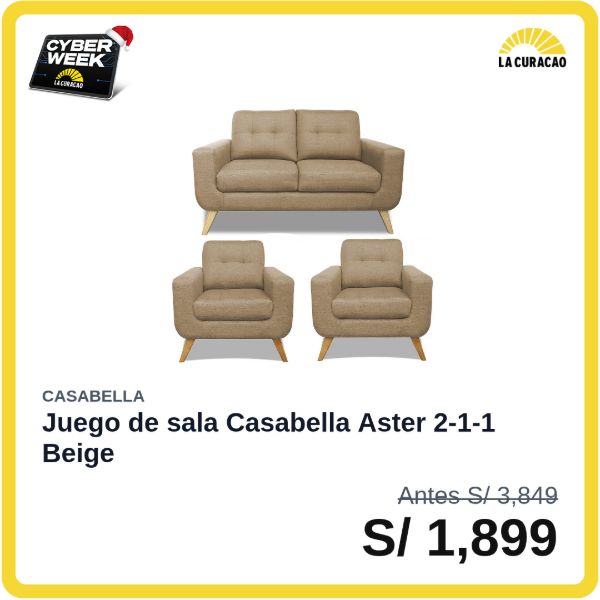 CYBER
WEEK
LA CURACAO
LA CURACAO
CASABELLA
Juego de sala Casabella Aster 2-1-1
Beige
Antes S/ 3,849
S/ 1,899